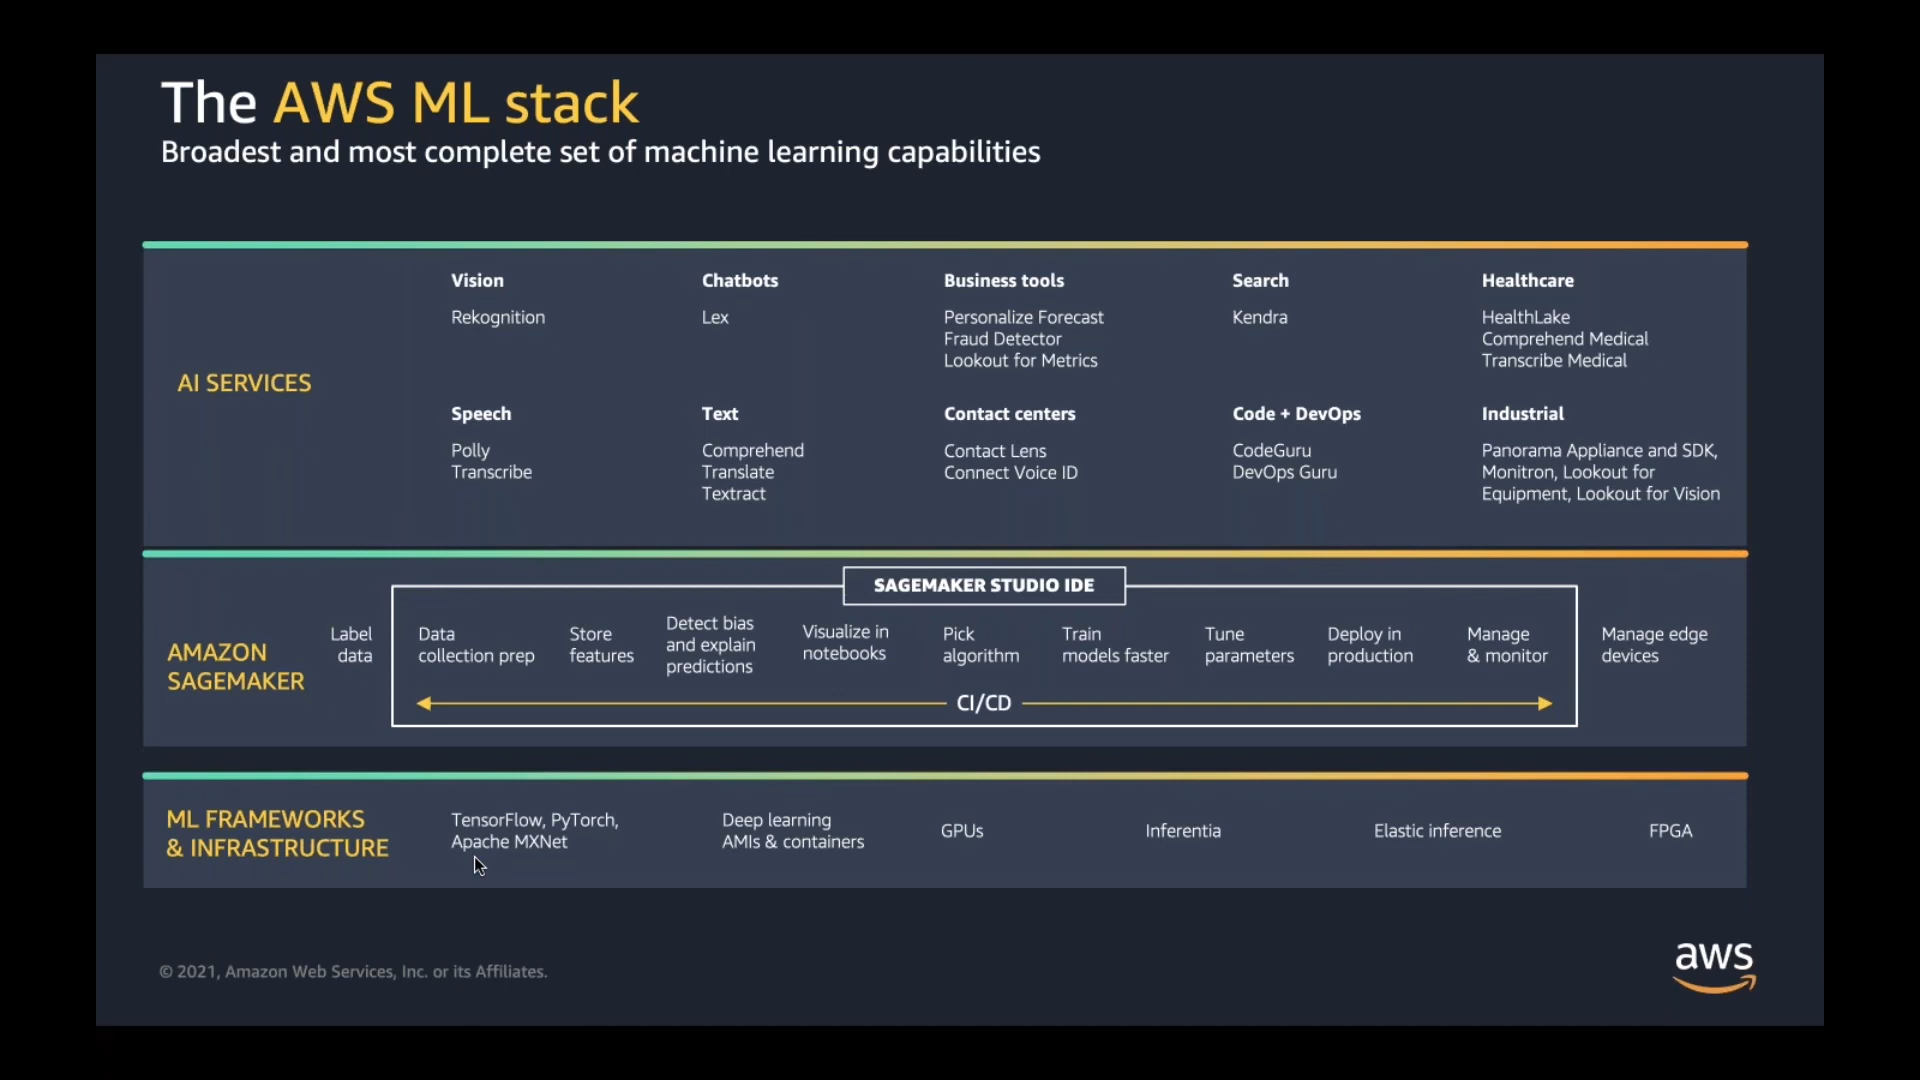 The AWS ML stack
Broadest and most complete set of machine learning capabilities
AI SERVICES
Vision
Rekognition
Chatbots
Lex
Business tools
Personalize Forecast
Fraud Detector
Lookout for Metrics
Search
Kendra
Healthcare
HealthLake
Comprehend Medical
Transcribe Medical
Speech
Polly
Transcribe
Text
Comprehend
Translate
Textract
Contact centers
Contact Lens
Connect Voice ID
Code + DevOps
CodeGuru
DevOps Guru
Industrial
Panorama Appliance and SDK,
Monitron, Lookout for
Equipment, Lookout for Vision
AMAZON
SAGEMAKER
SAGEMAKER STUDIO IDE
Label
data
Data
collection prep
Store
features
Detect bias
and explain
predictions
Visualize in
notebooks
Pick
algorithm
Train
models faster
Tune
parameters
Deploy in
production
Manage
& monitor
Manage edge
devices
CI/CD
ML FRAMEWORKS
& INFRASTRUCTURE
TensorFlow, PyTorch,
Apache MXNet
Deep learning
AMIs & containers
GPUs
Inferentia
Elastic inference
FPGA
© 2021, Amazon Web Services, Inc. or its Affiliates.
aws